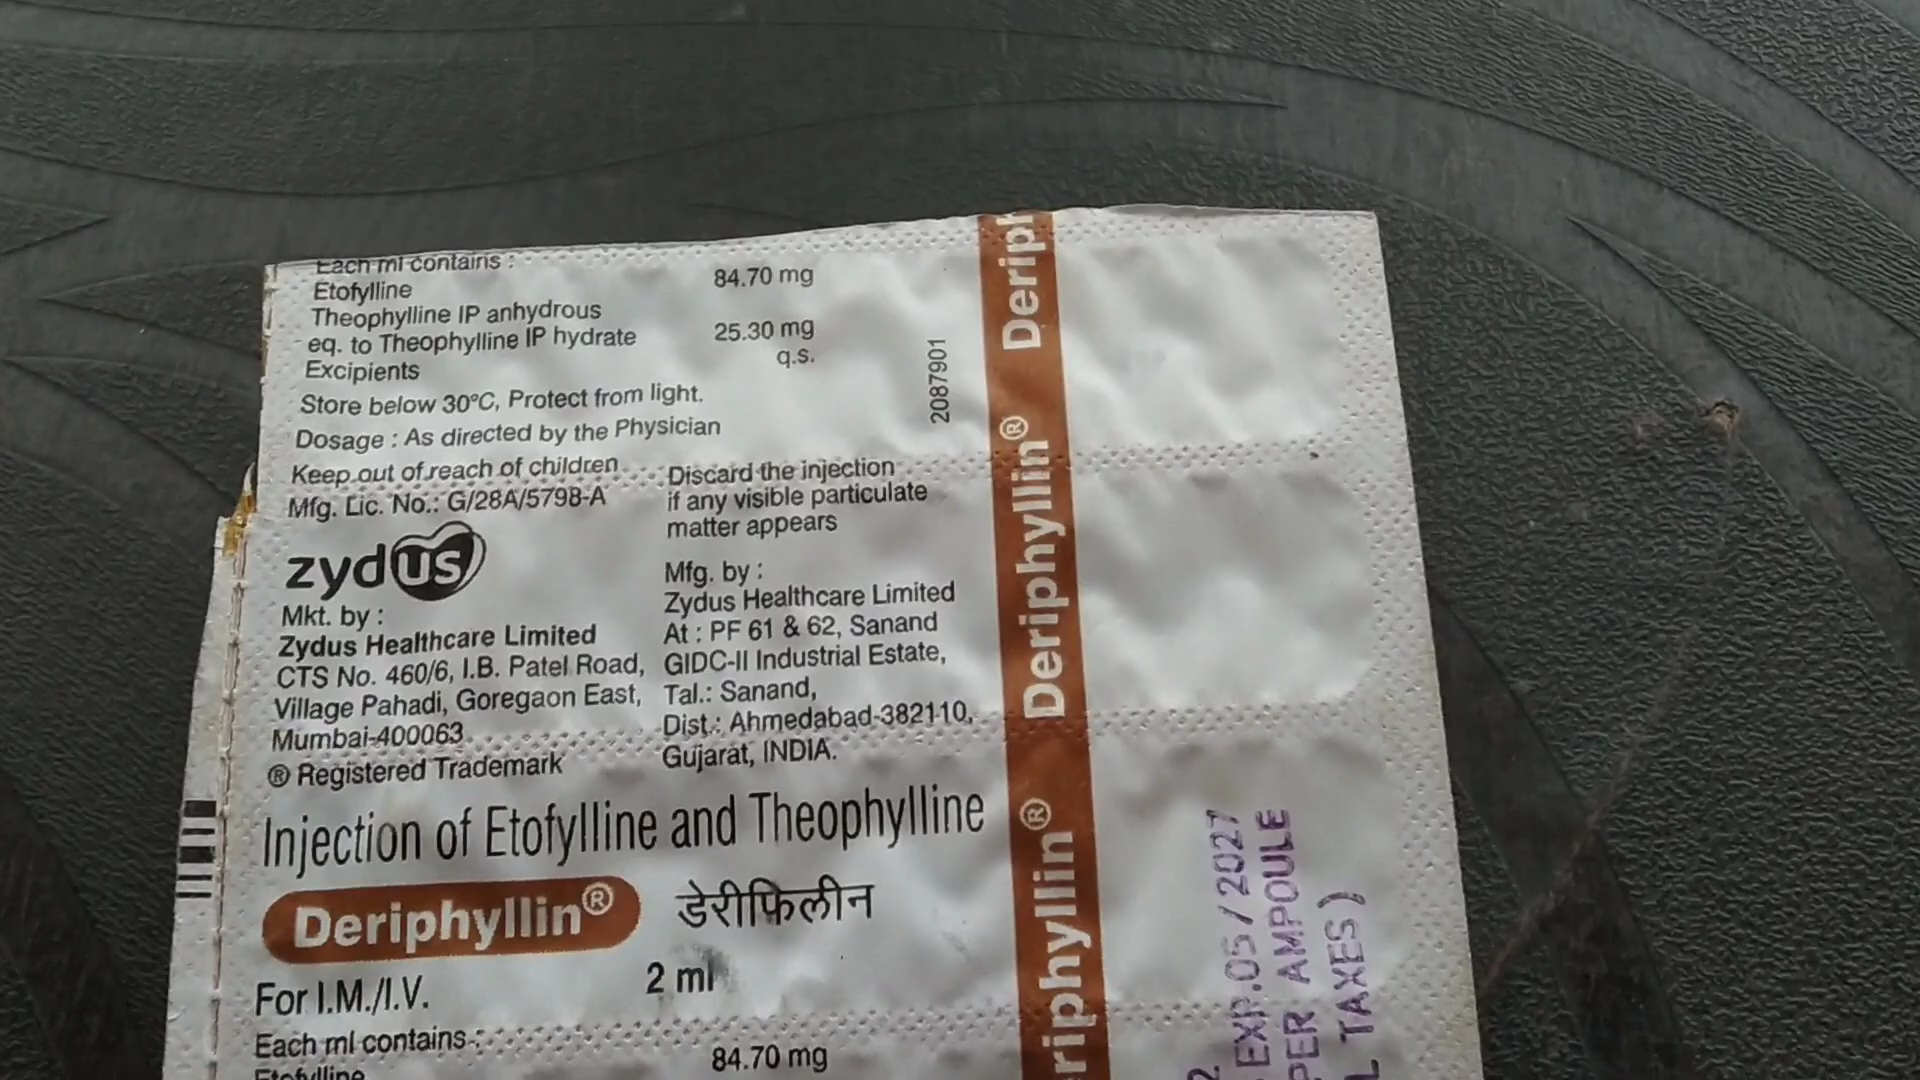 Each ml contains :
Etofylline 84.70 mg
Theophylline IP anhydrous
eq. to Theophylline IP hydrate 25.30 mg
Excipients q.s.
Store below 30°C, Protect from light.
Dosage : As directed by the Physician
Keep out of reach of children
Mfg. Lic. No.: G/28A/5798-A
Discard the injection
if any visible particulate
matter appears
zydus
Mkt. by :
Zydus Healthcare Limited
CTS No. 460/6, I.B. Patel Road,
Village Pahadi, Goregaon East,
Mumbai-400063
® Registered Trademark
Mfg. by :
Zydus Healthcare Limited
At : PF 61 & 62, Sanand
GIDC-II Industrial Estate,
Tal.: Sanand,
Dist.: Ahmedabad-382110,
Gujarat, INDIA.
Injection of Etofylline and Theophylline
Deriphyllin®
डेरीफिलीन
For I.M./I.V. 2 ml
Each ml contains :
Etofylline 84.70 mg
2087901
Deriph
Deriphyllin®
eriphyllin®
2
EXP.05/2027
PER AMPOULE
L TAXES)